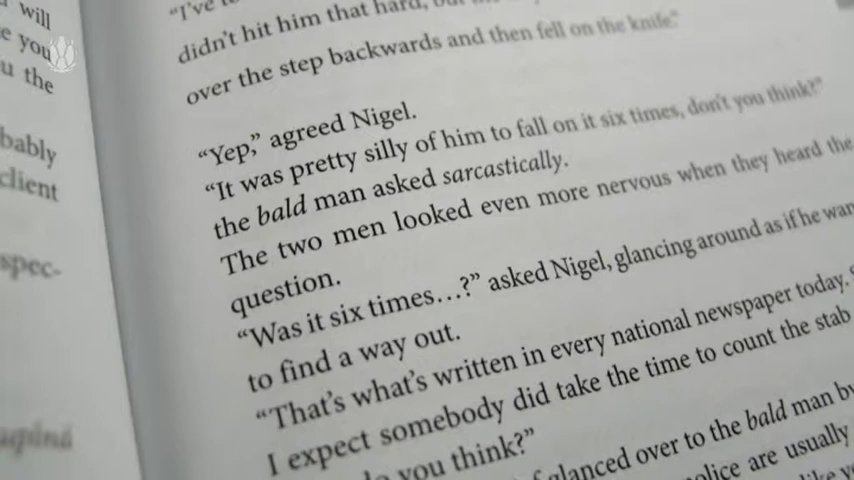 will
e you
u the
bably
client
spec-
"I've
didn't hit him that hard, but
over the step backwards and then fell on the knife."
"Yep," agreed Nigel.
"It was pretty silly of him to fall on it six times, don't you think?"
the bald man asked sarcastically.
The two men looked even more nervous when they heard the
question.
"Was it six times…?" asked Nigel, glancing around as if he wan
to find a way out.
"That's what's written in every national newspaper today.
I expect somebody did take the time to count the stab
you think?"
glanced over to the bald man by
olice are usually
like y